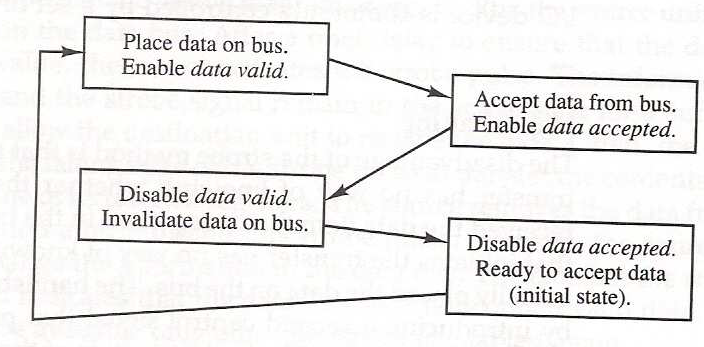 Place data on bus.
Enable data valid.
Accept data from bus.
Enable data accepted.
Disable data valid.
Invalidate data on bus.
Disable data accepted.
Ready to accept data
(initial state).